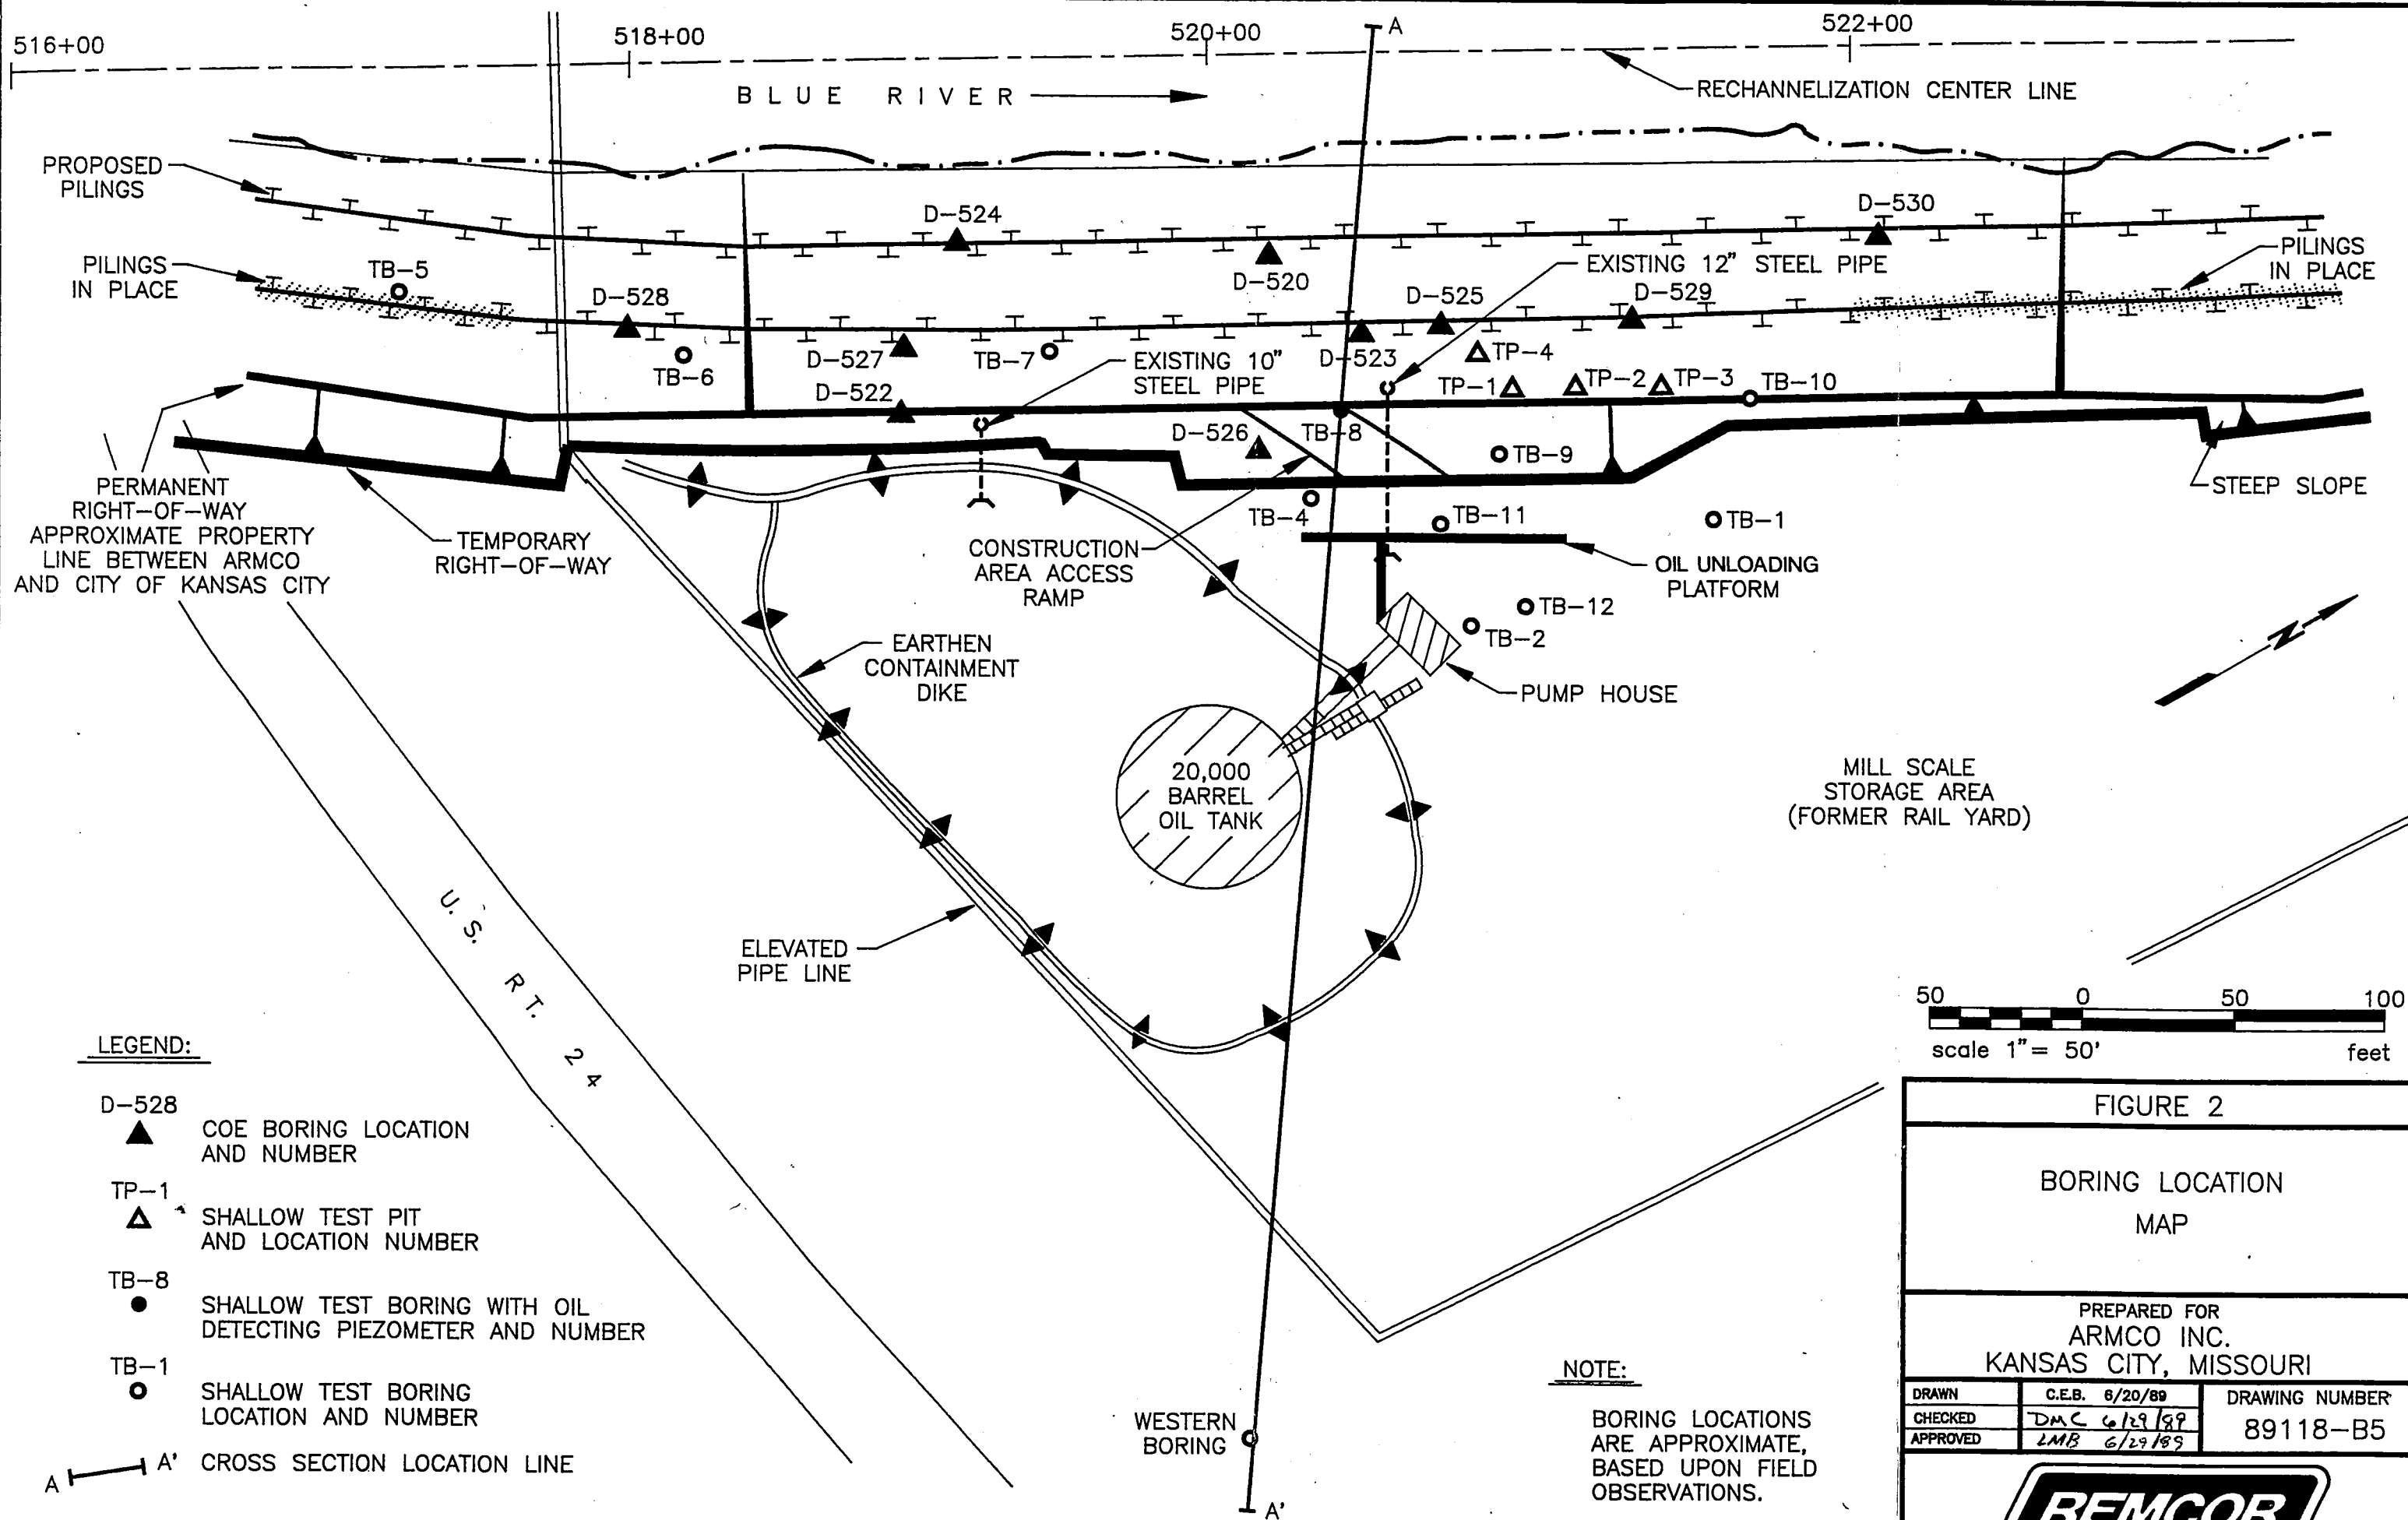 516+00
518+00
520+00
522+00
A
BLUE RIVER
RECHANNELIZATION CENTER LINE
PROPOSED
PILINGS
D-524
D-530
PILINGS
IN PLACE
TB-5
D-528
D-520
EXISTING 12" STEEL PIPE
D-525
D-529
PILINGS
IN PLACE
TB-6
D-527
TB-7
EXISTING 10"
STEEL PIPE
D-523
TP-4
D-522
TP-1
TP-2
TP-3
TB-10
D-526
TB-8
TB-9
PERMANENT
RIGHT-OF-WAY
APPROXIMATE PROPERTY
LINE BETWEEN ARMCO
AND CITY OF KANSAS CITY
TEMPORARY
RIGHT-OF-WAY
STEEP SLOPE
TB-4
TB-11
TB-1
CONSTRUCTION
AREA ACCESS
RAMP
OIL UNLOADING
PLATFORM
TB-12
TB-2
N
EARTHEN
CONTAINMENT
DIKE
PUMP HOUSE
20,000
BARREL
OIL TANK
MILL SCALE
STORAGE AREA
(FORMER RAIL YARD)
U.S. RT. 24
ELEVATED
PIPE LINE
50 0 50 100
scale 1"= 50' feet
LEGEND:
D-528
COE BORING LOCATION
AND NUMBER
TP-1
SHALLOW TEST PIT
AND LOCATION NUMBER
TB-8
SHALLOW TEST BORING WITH OIL
DETECTING PIEZOMETER AND NUMBER
TB-1
SHALLOW TEST BORING
LOCATION AND NUMBER
A A' CROSS SECTION LOCATION LINE
WESTERN
BORING
A'
NOTE:
BORING LOCATIONS
ARE APPROXIMATE,
BASED UPON FIELD
OBSERVATIONS.
FIGURE 2
BORING LOCATION
MAP
PREPARED FOR
ARMCO INC.
KANSAS CITY, MISSOURI
DRAWN C.E.B. 6/20/89
CHECKED DMC 6/29/89
APPROVED LMB 6/29/89
DRAWING NUMBER
89118-B5
REMCOR